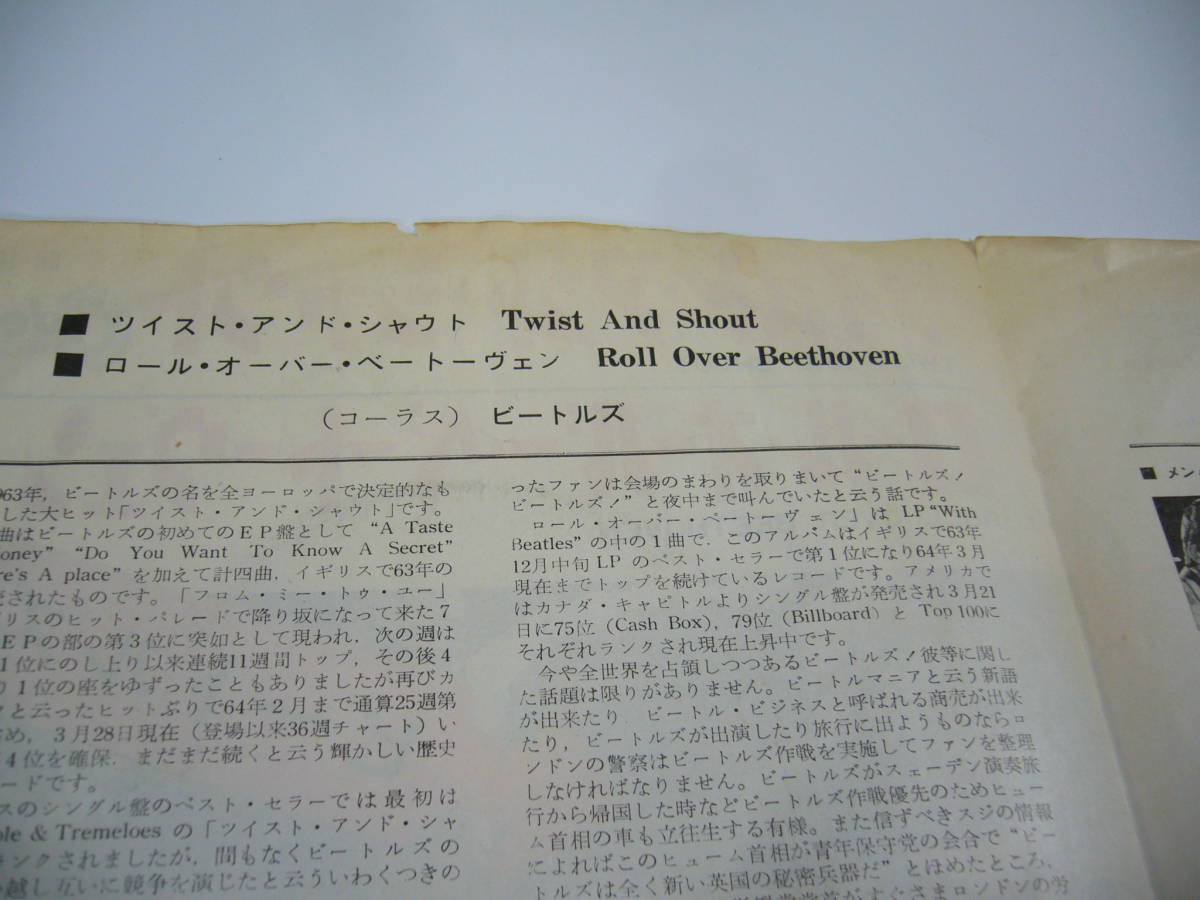 ■ ツイスト・アンド・シャウト Twist And Shout
■ ロール・オーバー・ベートーヴェン Roll Over Beethoven
(コーラス) ビートルズ
963年, ビートルズの名を全ヨーロッパで決定的なも
した大ヒット「ツイスト・アンド・シャウト」です。
曲はビートルズの初めてのEP盤として “A Taste
oney” “Do You Want To Know A Secret”
re's A place” を加えて計四曲, イギリスで63年の
されたものです。「フロム・ミー・トゥ・ユー」
リスのヒット・パレードで降り坂になって来た7
EPの部の第3位に突如として現われ, 次の週は
1位にのし上り以来連続11週間トップ, その後4
1位の座をゆずったこともありましたが再びカ
クと云ったヒットぶりで64年2月まで通算25週第
め, 3月28日現在 (登場以来36週チャート) い
4位を確保. まだまだ続くと云う輝かしい歴史
ードです。
スのシングル盤のベスト・セラーでは最初は
ole & Tremeloes の「ツイスト・アンド・シャ
ランクされましたが, 間もなくビートルズの
越し互いに競争を演じたと云ういわくつきの
ったファンは会場のまわりを取りまいて “ビートルズ!
ビートルズ!” と夜中まで叫んでいたと云う話です。
ロール・オーバー・ベートーヴェン」は LP “With
Beatles” の中の1曲で, このアルバムはイギリスで63年
12月中旬 LP のベスト・セラーで第1位になり64年3月
現在までトップを続けているレコードです。アメリカで
はカナダ・キャピトルよりシングル盤が発売され3月21
日に75位 (Cash Box), 79位 (Billboard) と Top 100に
それぞれランクされ現在上昇中です。
今や全世界を占領しつつあるビートルズ!彼等に関し
た話題は限りがありません。ビートルマニアと云う新語
が出来たり ビートル・ビジネスと呼ばれる商売が出来
たり, ビートルズが出演したり旅行に出ようものならロ
ンドンの警察はビートルズ作戦を実施してファンを整理
しなければなりません。ビートルズがスェーデン演奏旅
行から帰国した時などビートルズ作戦優先のためヒュー
ム首相の車も立往生する有様。また信ずべきスジの情報
によればこのヒューム首相が青年保守党の会合で “ビー
トルズは全く新い英国の秘密兵器だ” とほめたところ,
すぐさまロンドンの労
■ メン